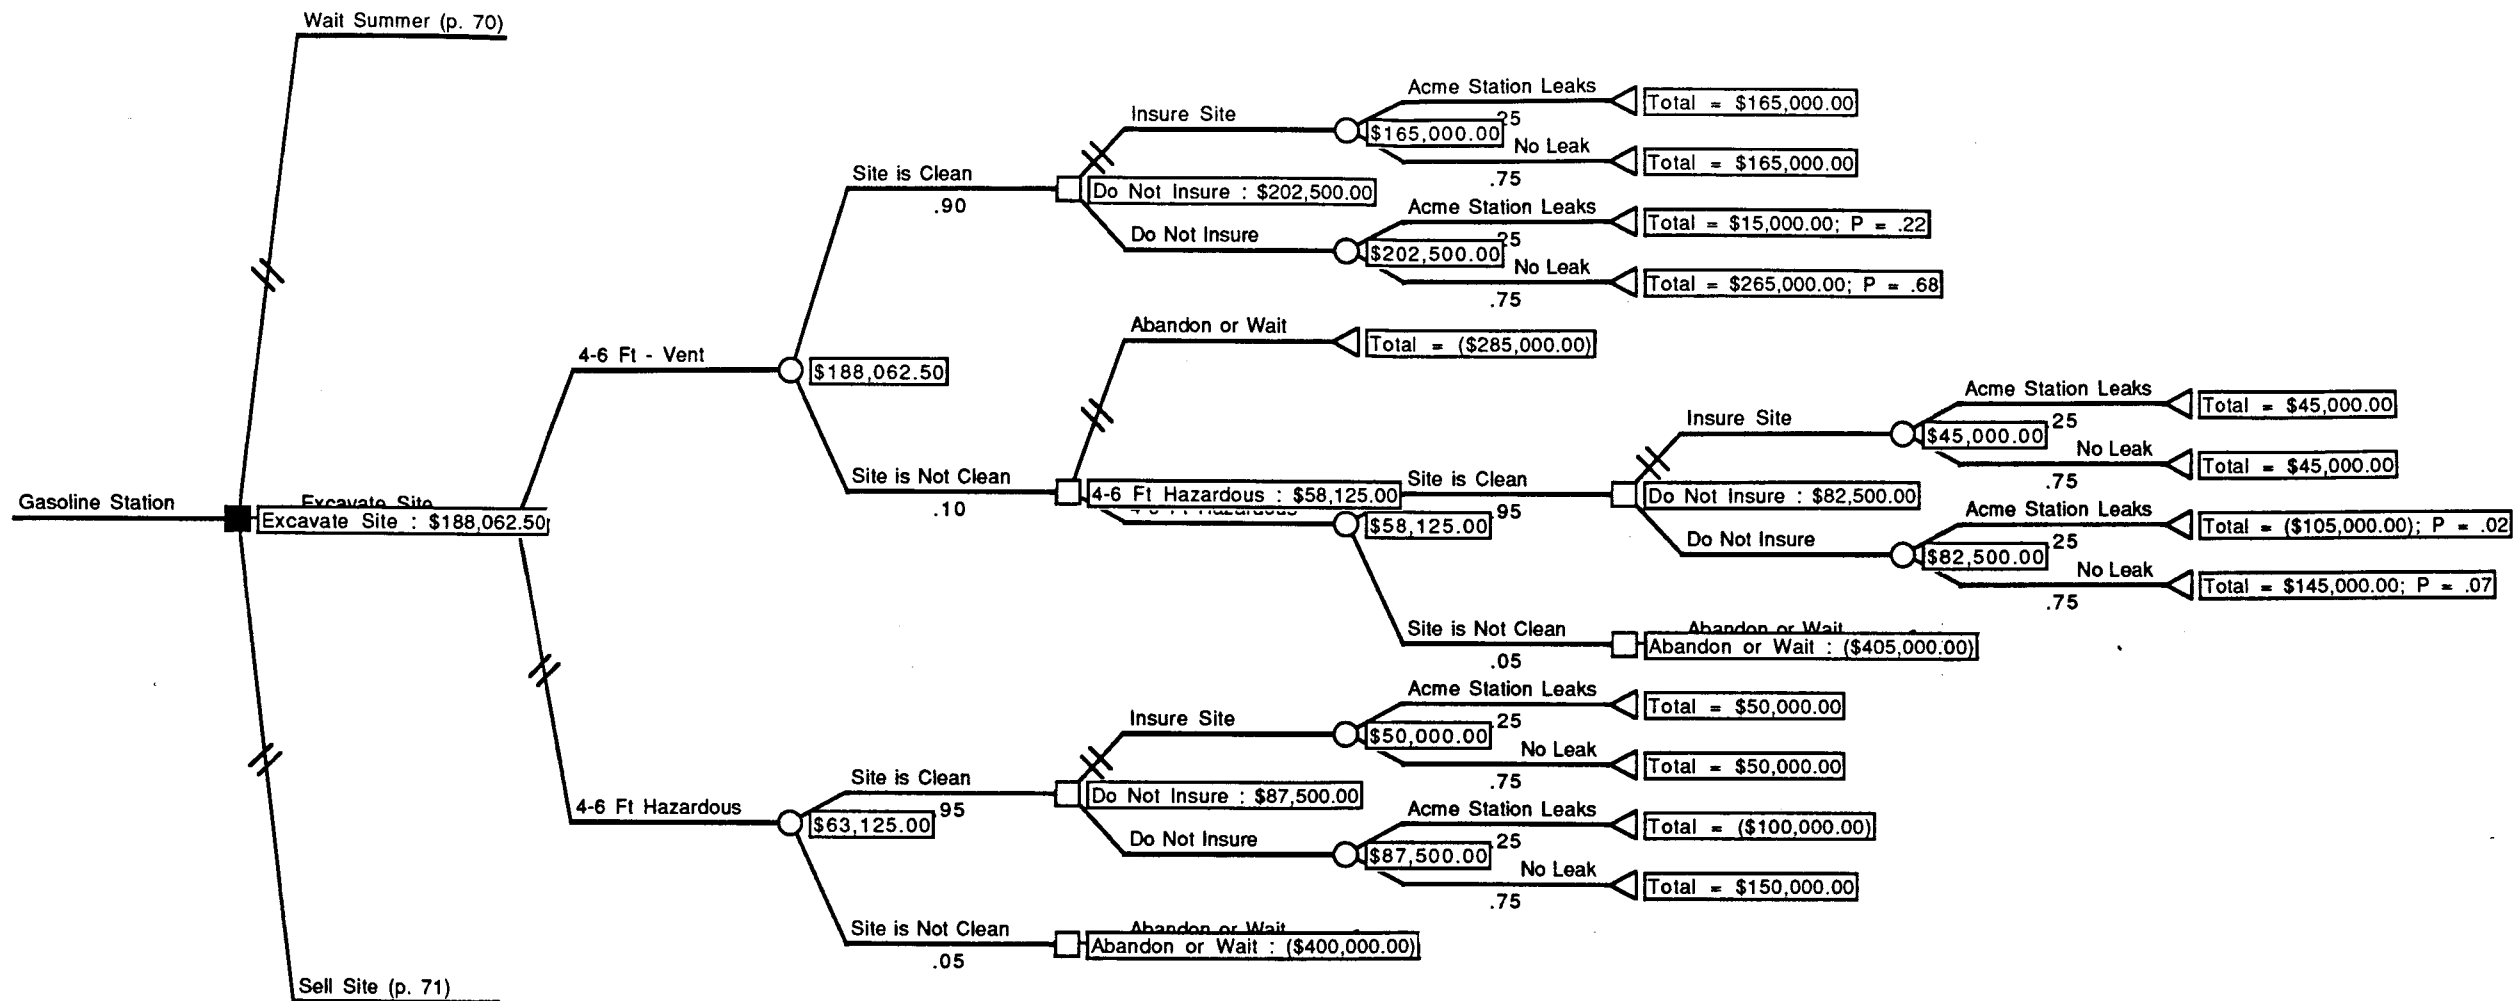 Wait Summer (p. 70)
Acme Station Leaks
Total = $165,000.00
Insure Site
25
$165,000.00
No Leak
Total = $165,000.00
.75
Site is Clean
.90
Do Not Insure : $202,500.00
Acme Station Leaks
Total = $15,000.00; P = .22
Do Not Insure
25
$202,500.00
No Leak
Total = $265,000.00; P = .68
.75
Abandon or Wait
Total = ($285,000.00)
4-6 Ft - Vent
$188,062.50
Acme Station Leaks
Total = $45,000.00
Insure Site
.25
$45,000.00
No Leak
Total = $45,000.00
.75
Site is Not Clean
.10
4-6 Ft Hazardous : $58,125.00
Site is Clean
.95
Do Not Insure : $82,500.00
Gasoline Station
Excavate Site
Excavate Site : $188,062.50
4-6 Ft Hazardous
$58,125.00
Acme Station Leaks
Total = ($105,000.00); P = .02
Do Not Insure
.25
$82,500.00
No Leak
Total = $145,000.00; P = .07
.75
Site is Not Clean
.05
Abandon or Wait
Abandon or Wait : ($405,000.00)
Acme Station Leaks
Total = $50,000.00
Insure Site
.25
$50,000.00
No Leak
Total = $50,000.00
.75
Site is Clean
.95
Do Not Insure : $87,500.00
4-6 Ft Hazardous
$63,125.00
Acme Station Leaks
Total = ($100,000.00)
Do Not Insure
.25
$87,500.00
No Leak
Total = $150,000.00
.75
Site is Not Clean
.05
Abandon or Wait
Abandon or Wait : ($400,000.00)
Sell Site (p. 71)